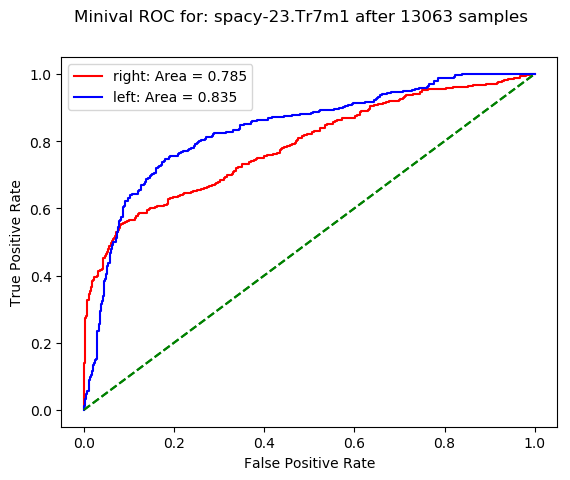 Minival ROC for: spacy-23.Tr7m1 after 13063 samples
right: Area = 0.785
left: Area = 0.835
1.0
0.8
0.6
0.4
0.2
0.0
True Positive Rate
0.0 0.2 0.4 0.6 0.8 1.0
False Positive Rate